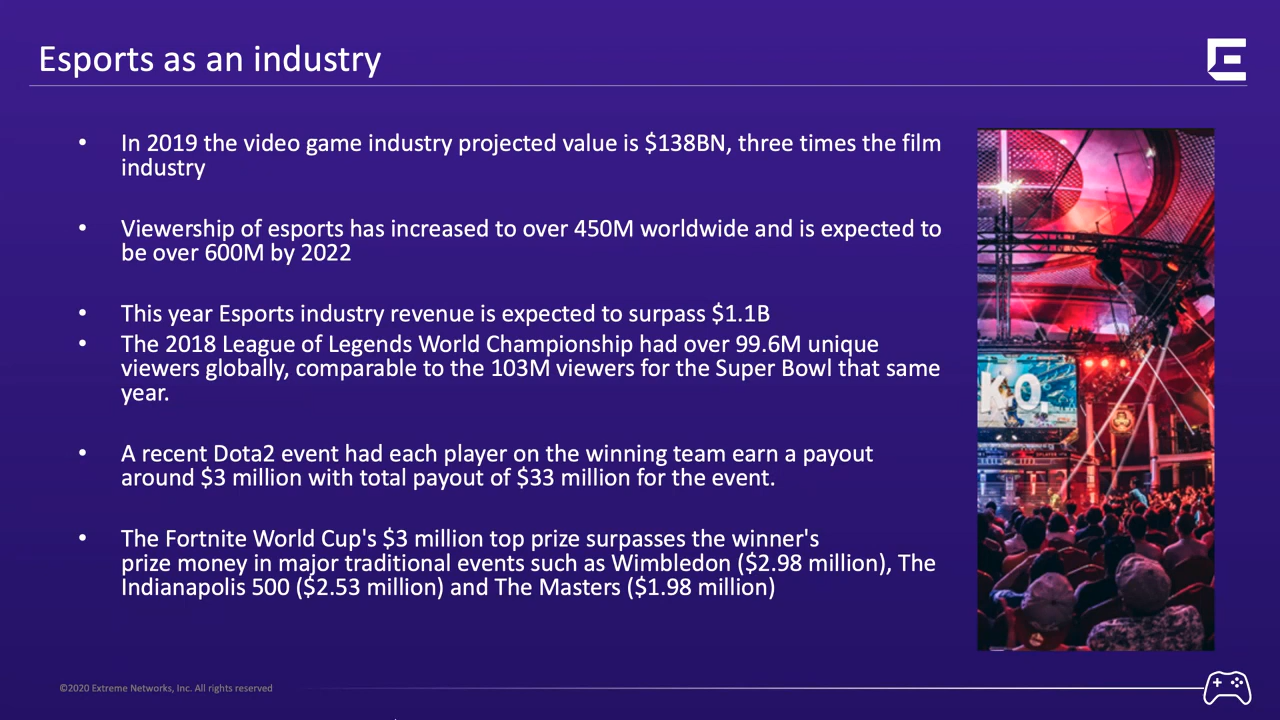 Esports as an industry
• In 2019 the video game industry projected value is $138BN, three times the film
industry
• Viewership of esports has increased to over 450M worldwide and is expected to
be over 600M by 2022
• This year Esports industry revenue is expected to surpass $1.1B
• The 2018 League of Legends World Championship had over 99.6M unique
viewers globally, comparable to the 103M viewers for the Super Bowl that same
year.
• A recent Dota2 event had each player on the winning team earn a payout
around $3 million with total payout of $33 million for the event.
• The Fortnite World Cup's $3 million top prize surpasses the winner's
prize money in major traditional events such as Wimbledon ($2.98 million), The
Indianapolis 500 ($2.53 million) and The Masters ($1.98 million)
K.O.
©2020 Extreme Networks, Inc. All rights reserved